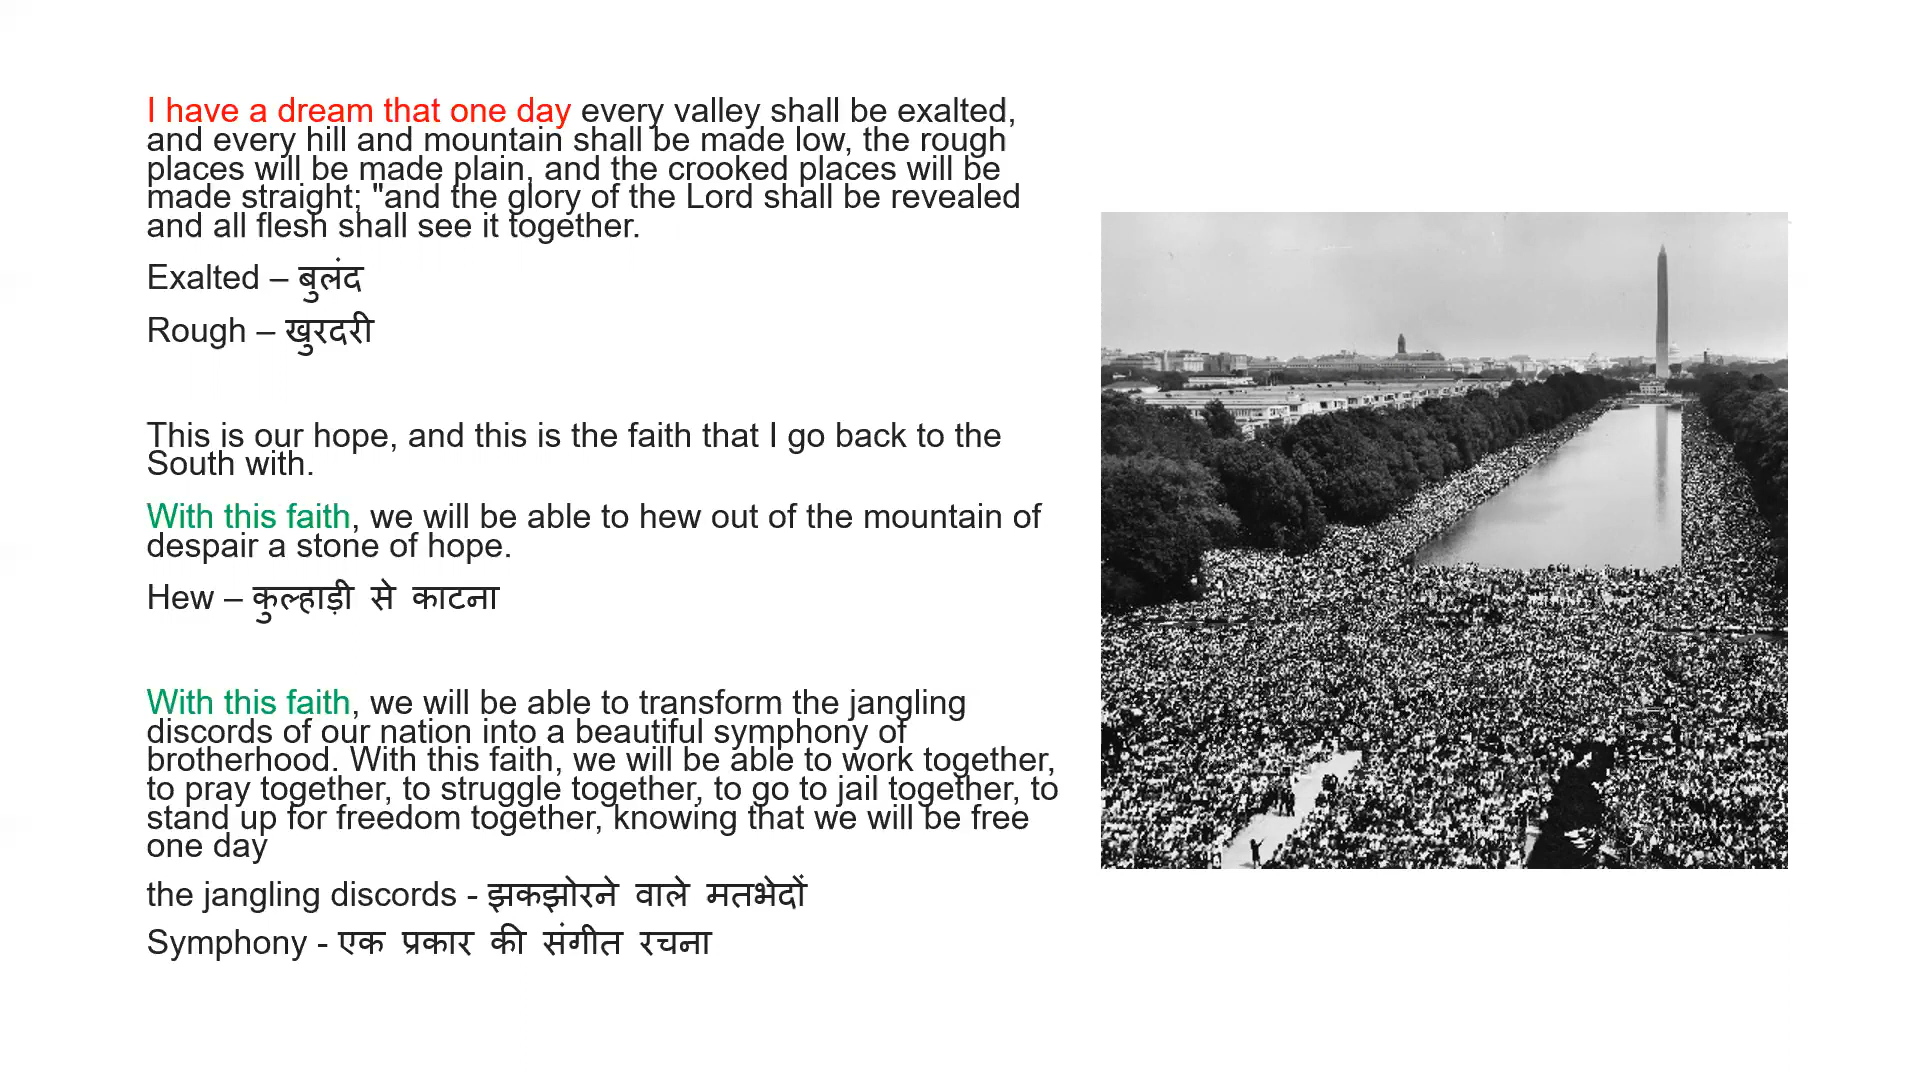 I have a dream that one day every valley shall be exalted,
and every hill and mountain shall be made low, the rough
places will be made plain, and the crooked places will be
made straight; "and the glory of the Lord shall be revealed
and all flesh shall see it together.
Exalted – बुलंद
Rough – खुरदरी
This is our hope, and this is the faith that I go back to the
South with.
With this faith, we will be able to hew out of the mountain of
despair a stone of hope.
Hew – कुल्हाड़ी से काटना
With this faith, we will be able to transform the jangling
discords of our nation into a beautiful symphony of
brotherhood. With this faith, we will be able to work together,
to pray together, to struggle together, to go to jail together, to
stand up for freedom together, knowing that we will be free
one day
the jangling discords - झकझोरने वाले मतभेदों
Symphony - एक प्रकार की संगीत रचना